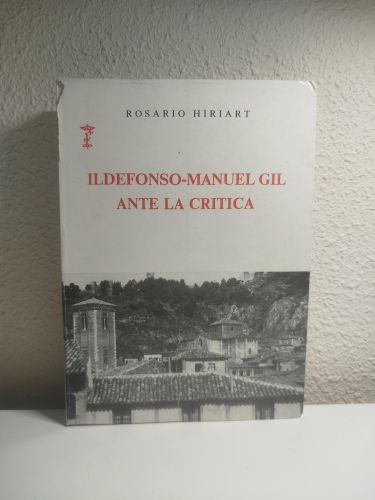 ROSARIO HIRIART
ILDEFONSO-MANUEL GIL
ANTE LA CRITICA